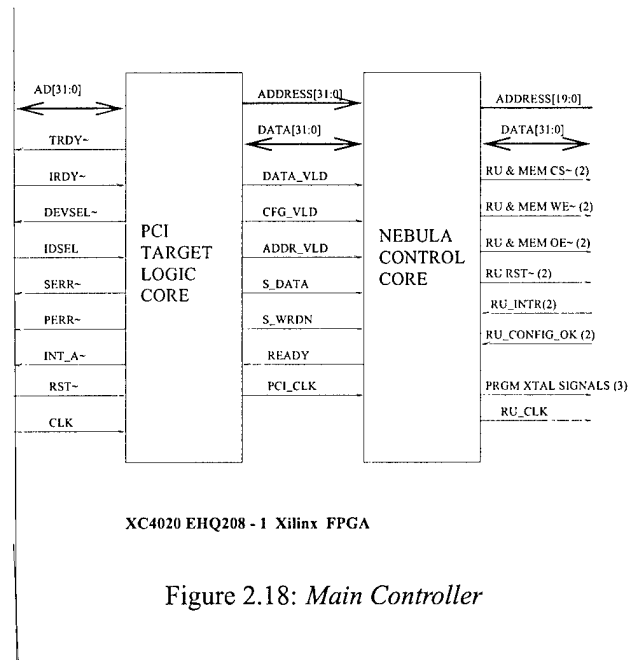 AD[31:0]
TRDY~
IRDY~
DEVSEL~
IDSEL
SERR~
PERR~
INT_A~
RST~
CLK
PCI
TARGET
LOGIC
CORE
ADDRESS[31:0]
DATA[31:0]
DATA_VLD
CFG_VLD
ADDR_VLD
S_DATA
S_WRDN
READY
PCI_CLK
NEBULA
CONTROL
CORE
ADDRESS[19:0]
DATA[31:0]
RU & MEM CS~ (2)
RU & MEM WE~ (2)
RU & MEM OE~ (2)
RU RST~ (2)
RU_INTR(2)
RU_CONFIG_OK (2)
PRGM XTAL SIGNALS (3)
RU_CLK
XC4020 EHQ208 - 1 Xilinx FPGA
Figure 2.18: Main Controller